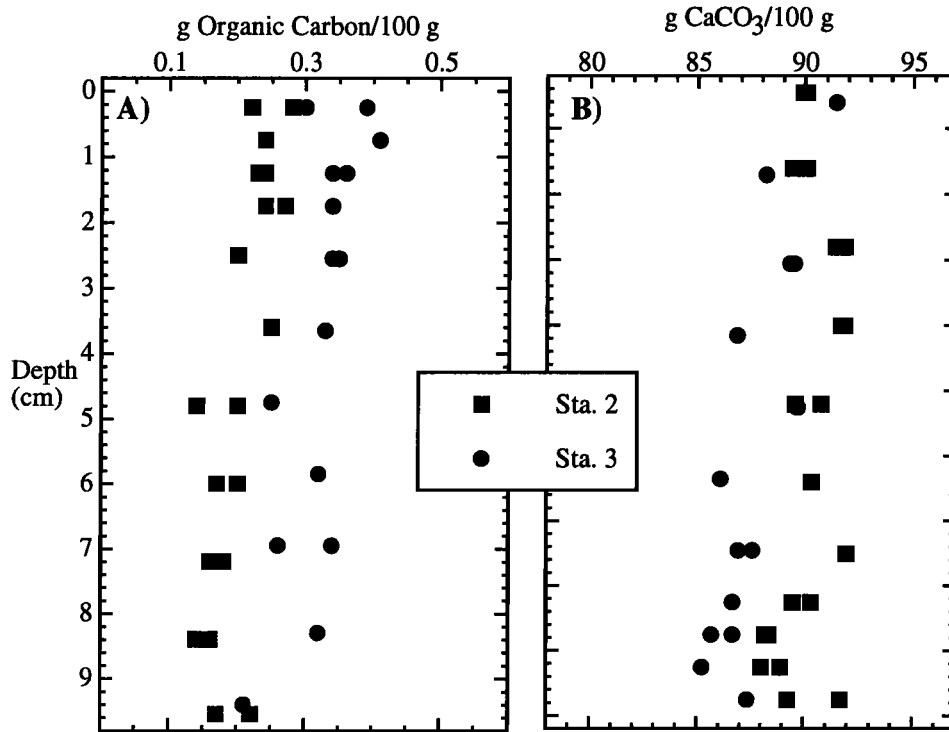 g Organic Carbon/100 g
g CaCO₃/100 g
0.1 0.3 0.5
80 85 90 95
A)
B)
0
1
2
3
4
5
6
7
8
9
Depth
(cm)
Sta. 2
Sta. 3